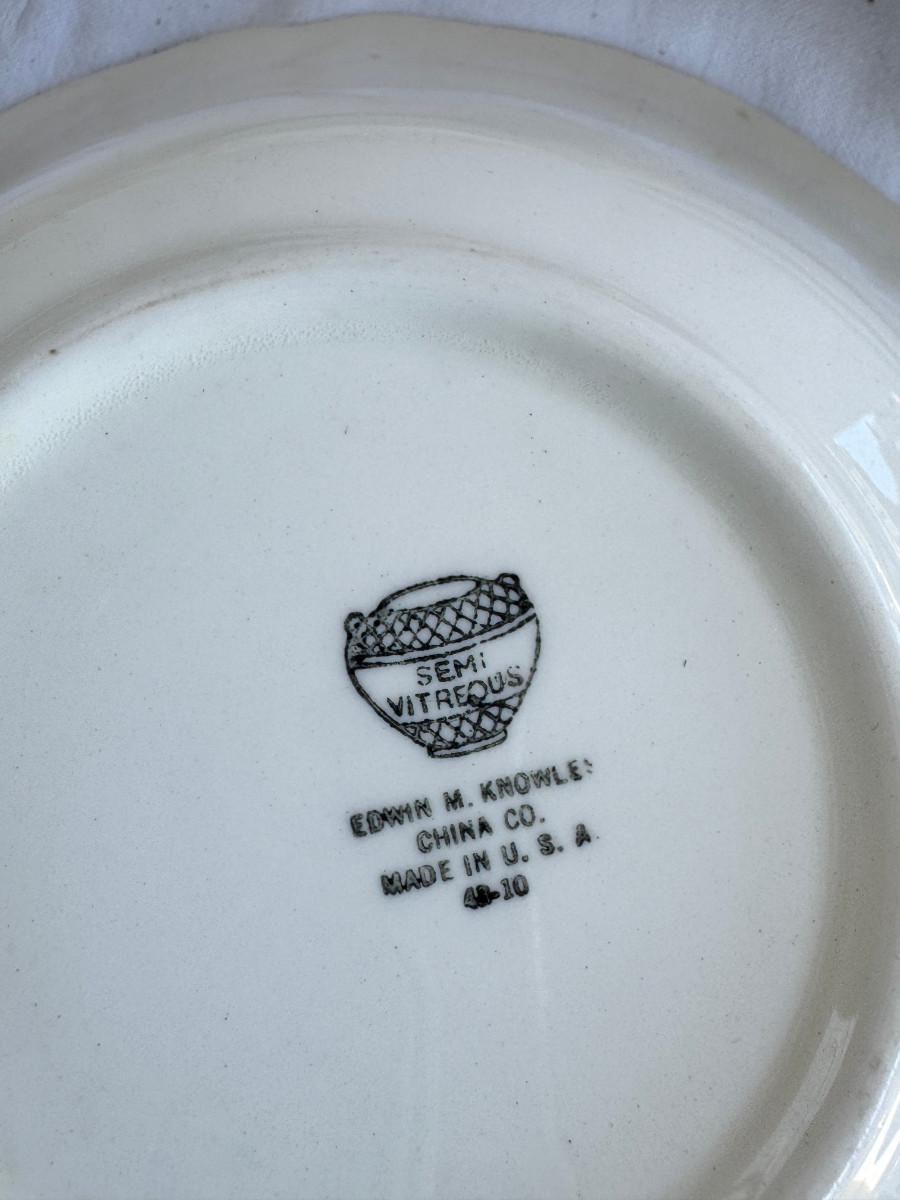 SEMI
VITREOUS
EDWIN M. KNOWLES
CHINA CO.
MADE IN U. S. A.